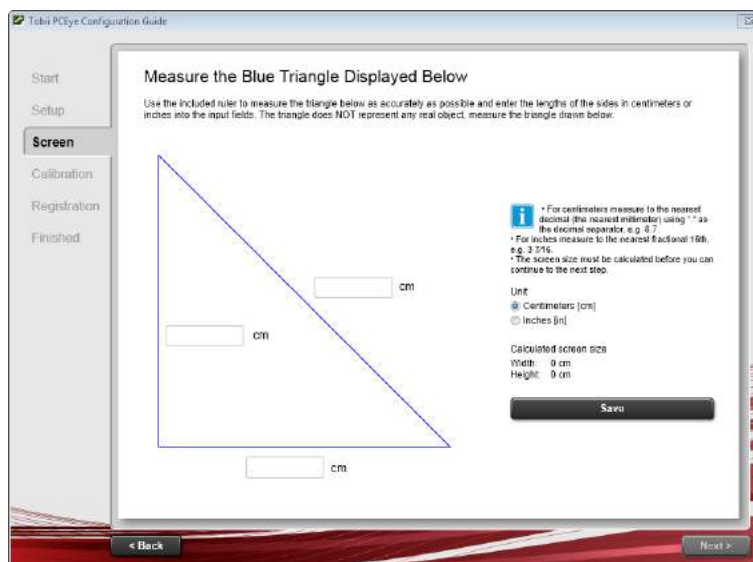 Tobii PCEye Configuration Guide
Start
Setup
Screen
Calibration
Registration
Finished
Measure the Blue Triangle Displayed Below
Use the included ruler to measure the triangle below as accurately as possible and enter the lengths of the sides in centimeters or
inches into the input fields. The triangle does NOT represent any real object, measure the triangle drawn below.
cm
cm
cm
i
• For centimeters measure to the nearest
decimal (the nearest millimeter) using "." as
the decimal separator, e.g. 8.7.
• For inches measure to the nearest fractional 16th,
e.g. 3 7/16.
• The screen size must be calculated before you can
continue to the next step.
Unit
Centimeters [cm]
Inches [in]
Calculated screen size
Width: 0 cm
Height: 0 cm
Save
< Back
Next >